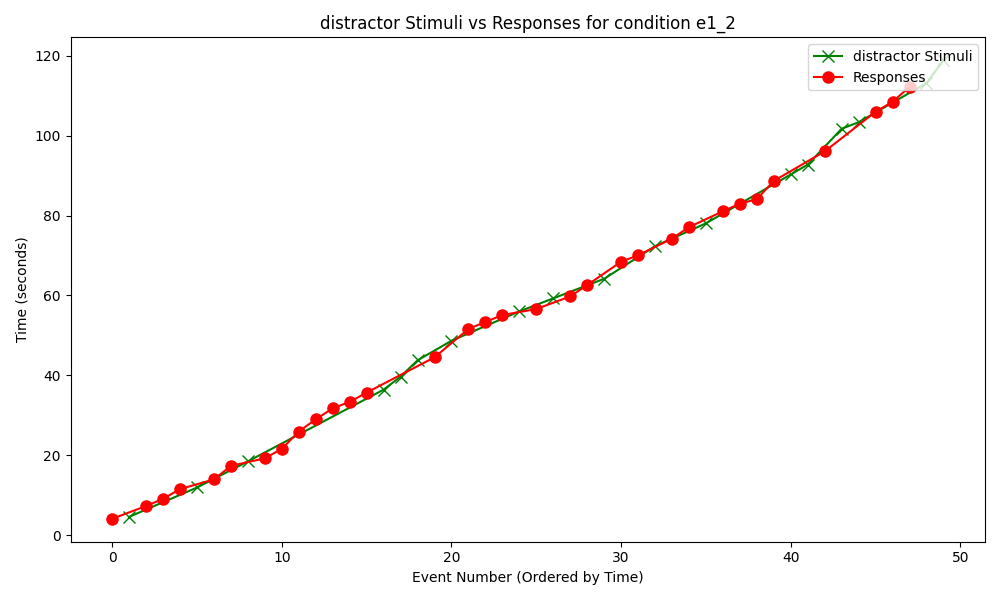 distractor Stimuli vs Responses for condition e1_2
distractor Stimuli
Responses
120
100
80
60
40
20
0
Time (seconds)
0 10 20 30 40 50
Event Number (Ordered by Time)